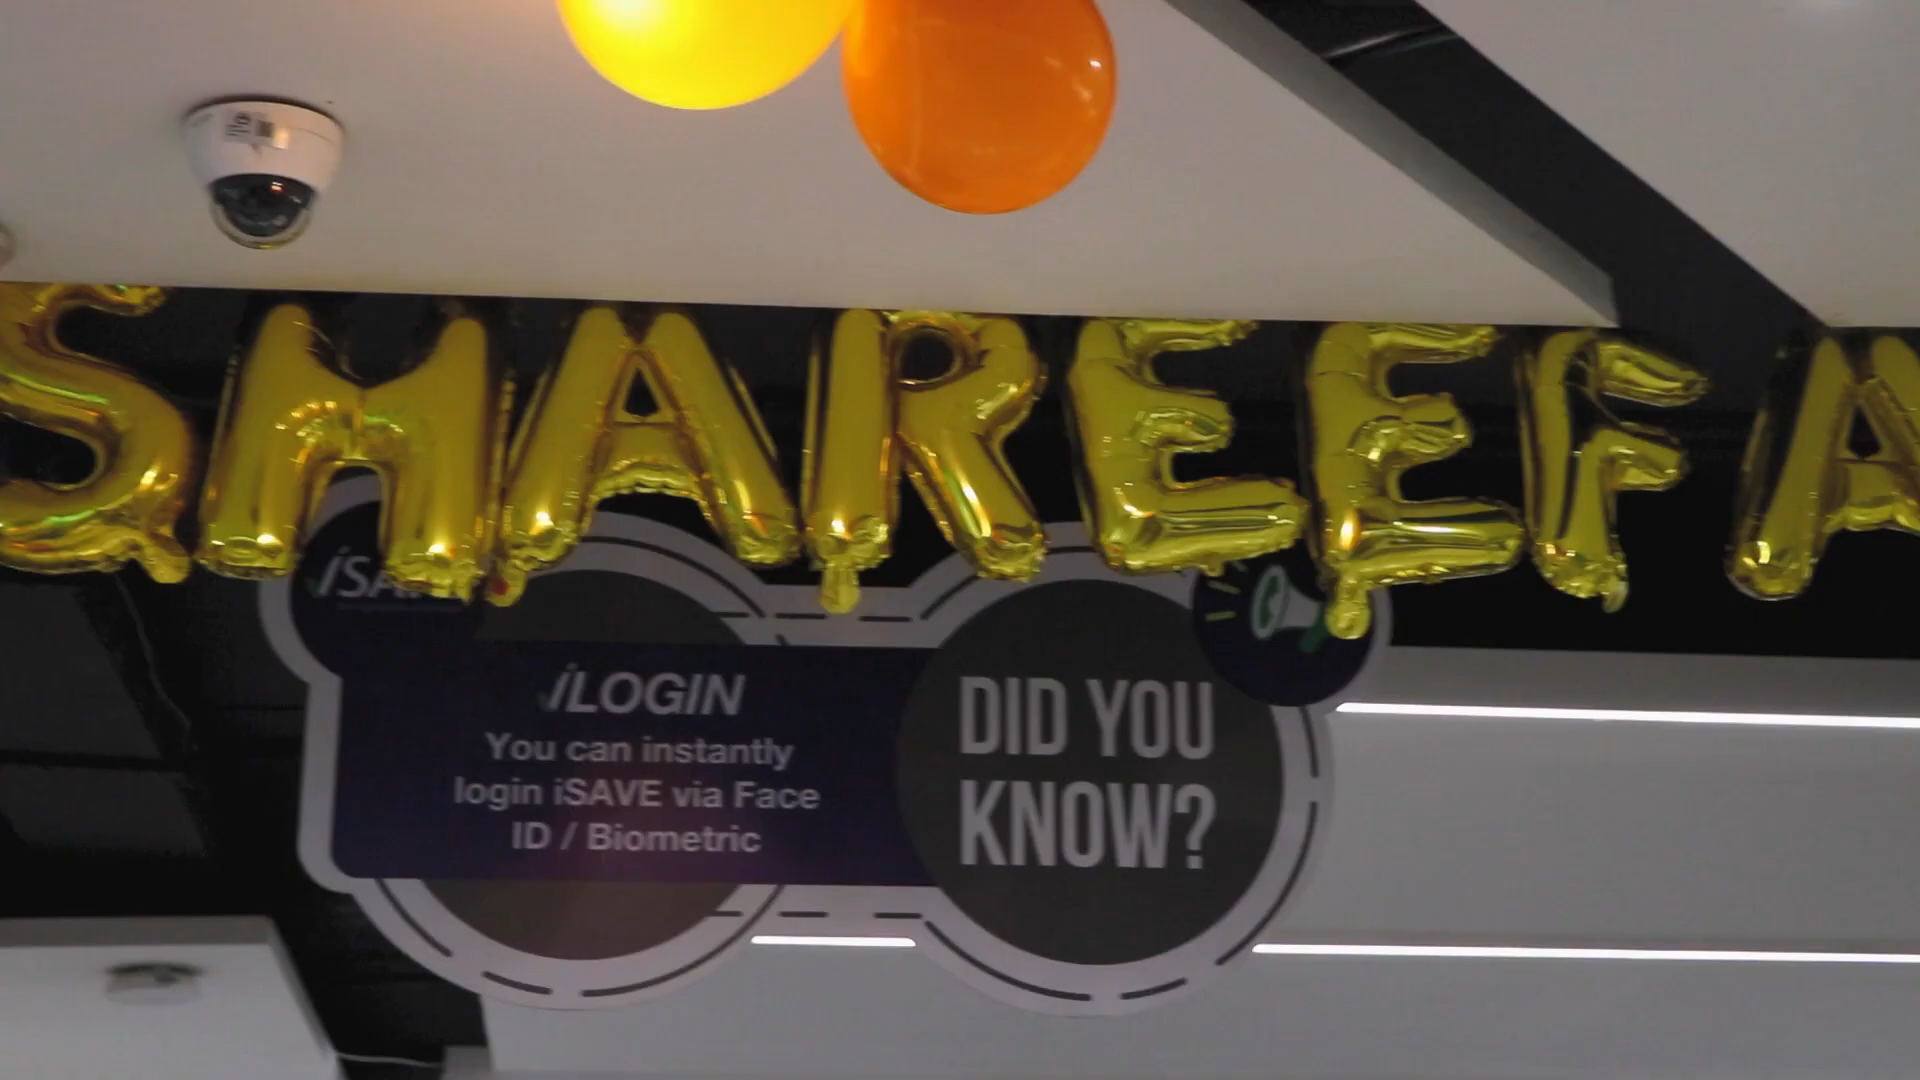 SHAREEFA
iLOGIN
You can instantly
login iSAVE via Face
ID / Biometric
DID YOU
KNOW?